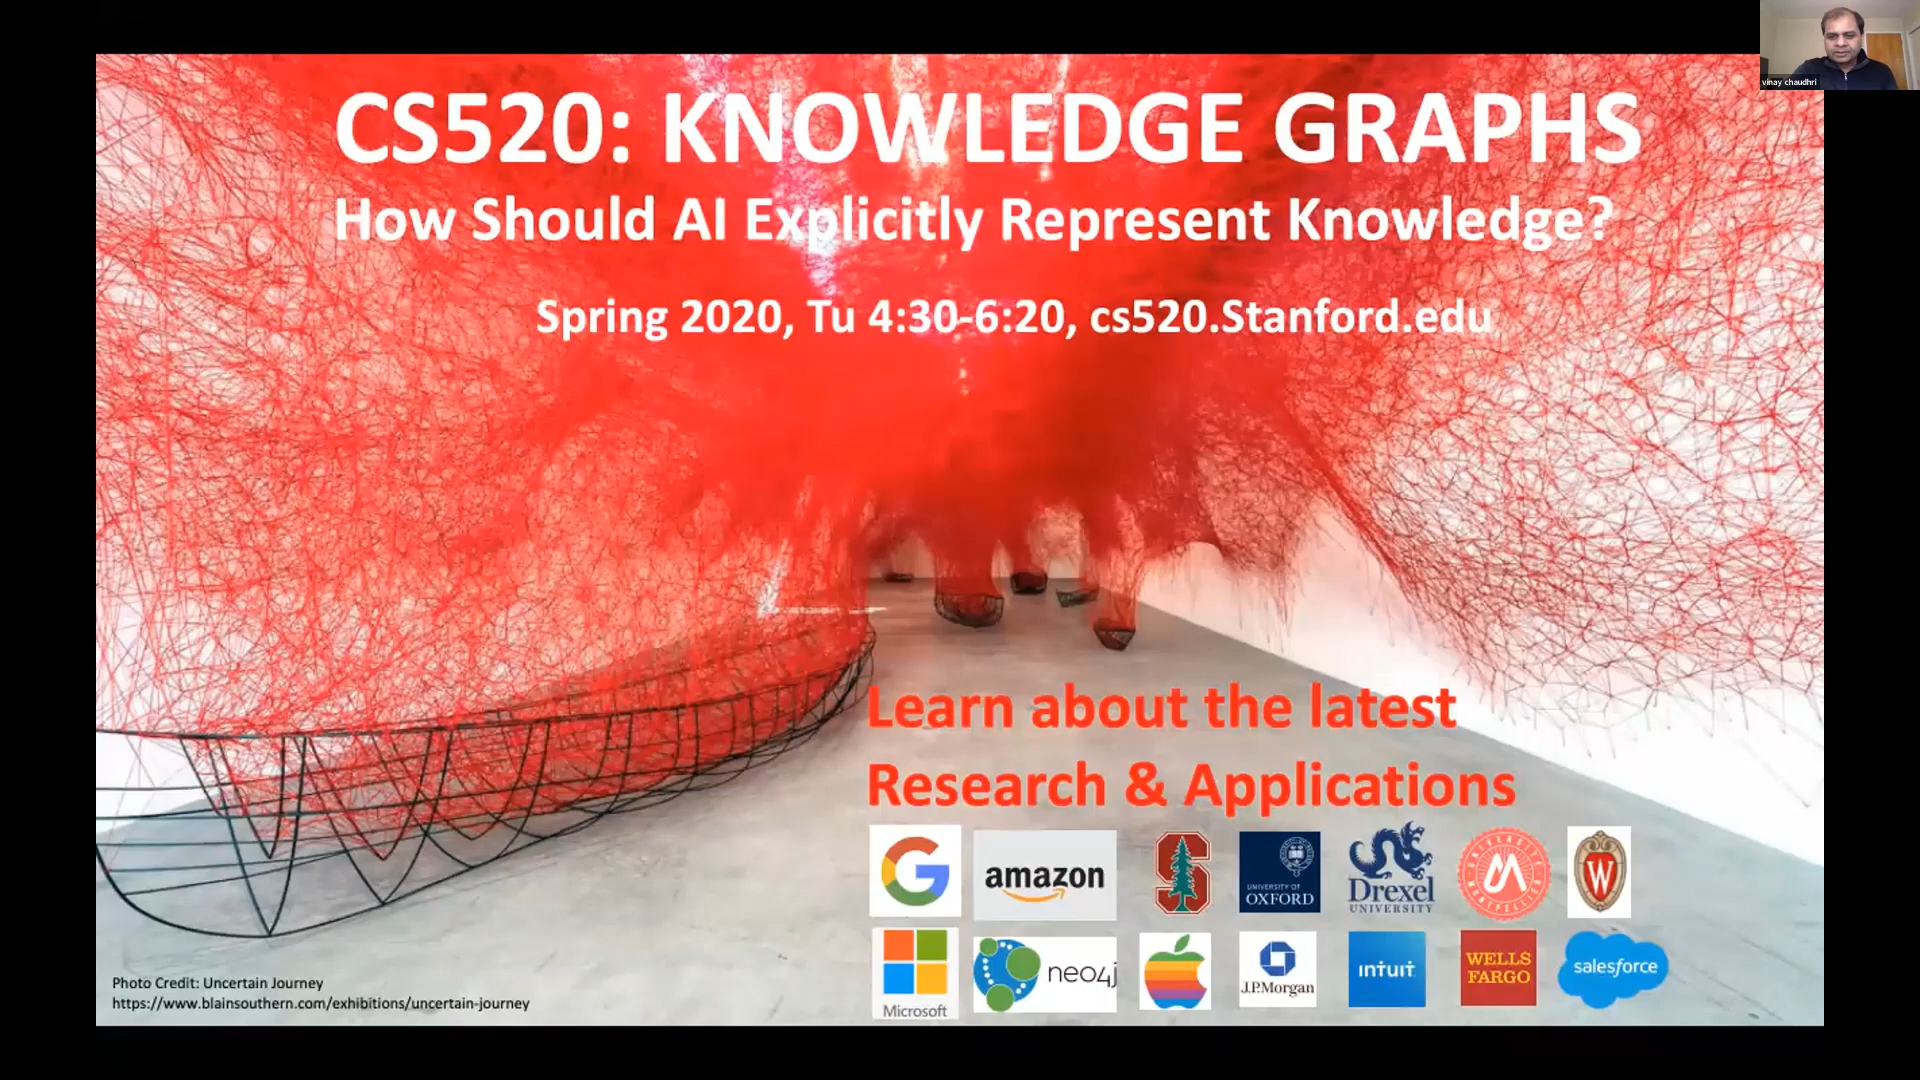 vinay chaudhri
CS520: KNOWLEDGE GRAPHS
How Should AI Explicitly Represent Knowledge?
Spring 2020, Tu 4:30-6:20, cs520.Stanford.edu
Learn about the latest
Research & Applications
amazon
UNIVERSITY OF
OXFORD
Drexel
UNIVERSITY
UNIVERSITÉ
MONTPELLIER
W
Microsoft
neo4j
J.P.Morgan
intuit
WELLS
FARGO
salesforce
Photo Credit: Uncertain Journey
https://www.blainsouthern.com/exhibitions/uncertain-journey